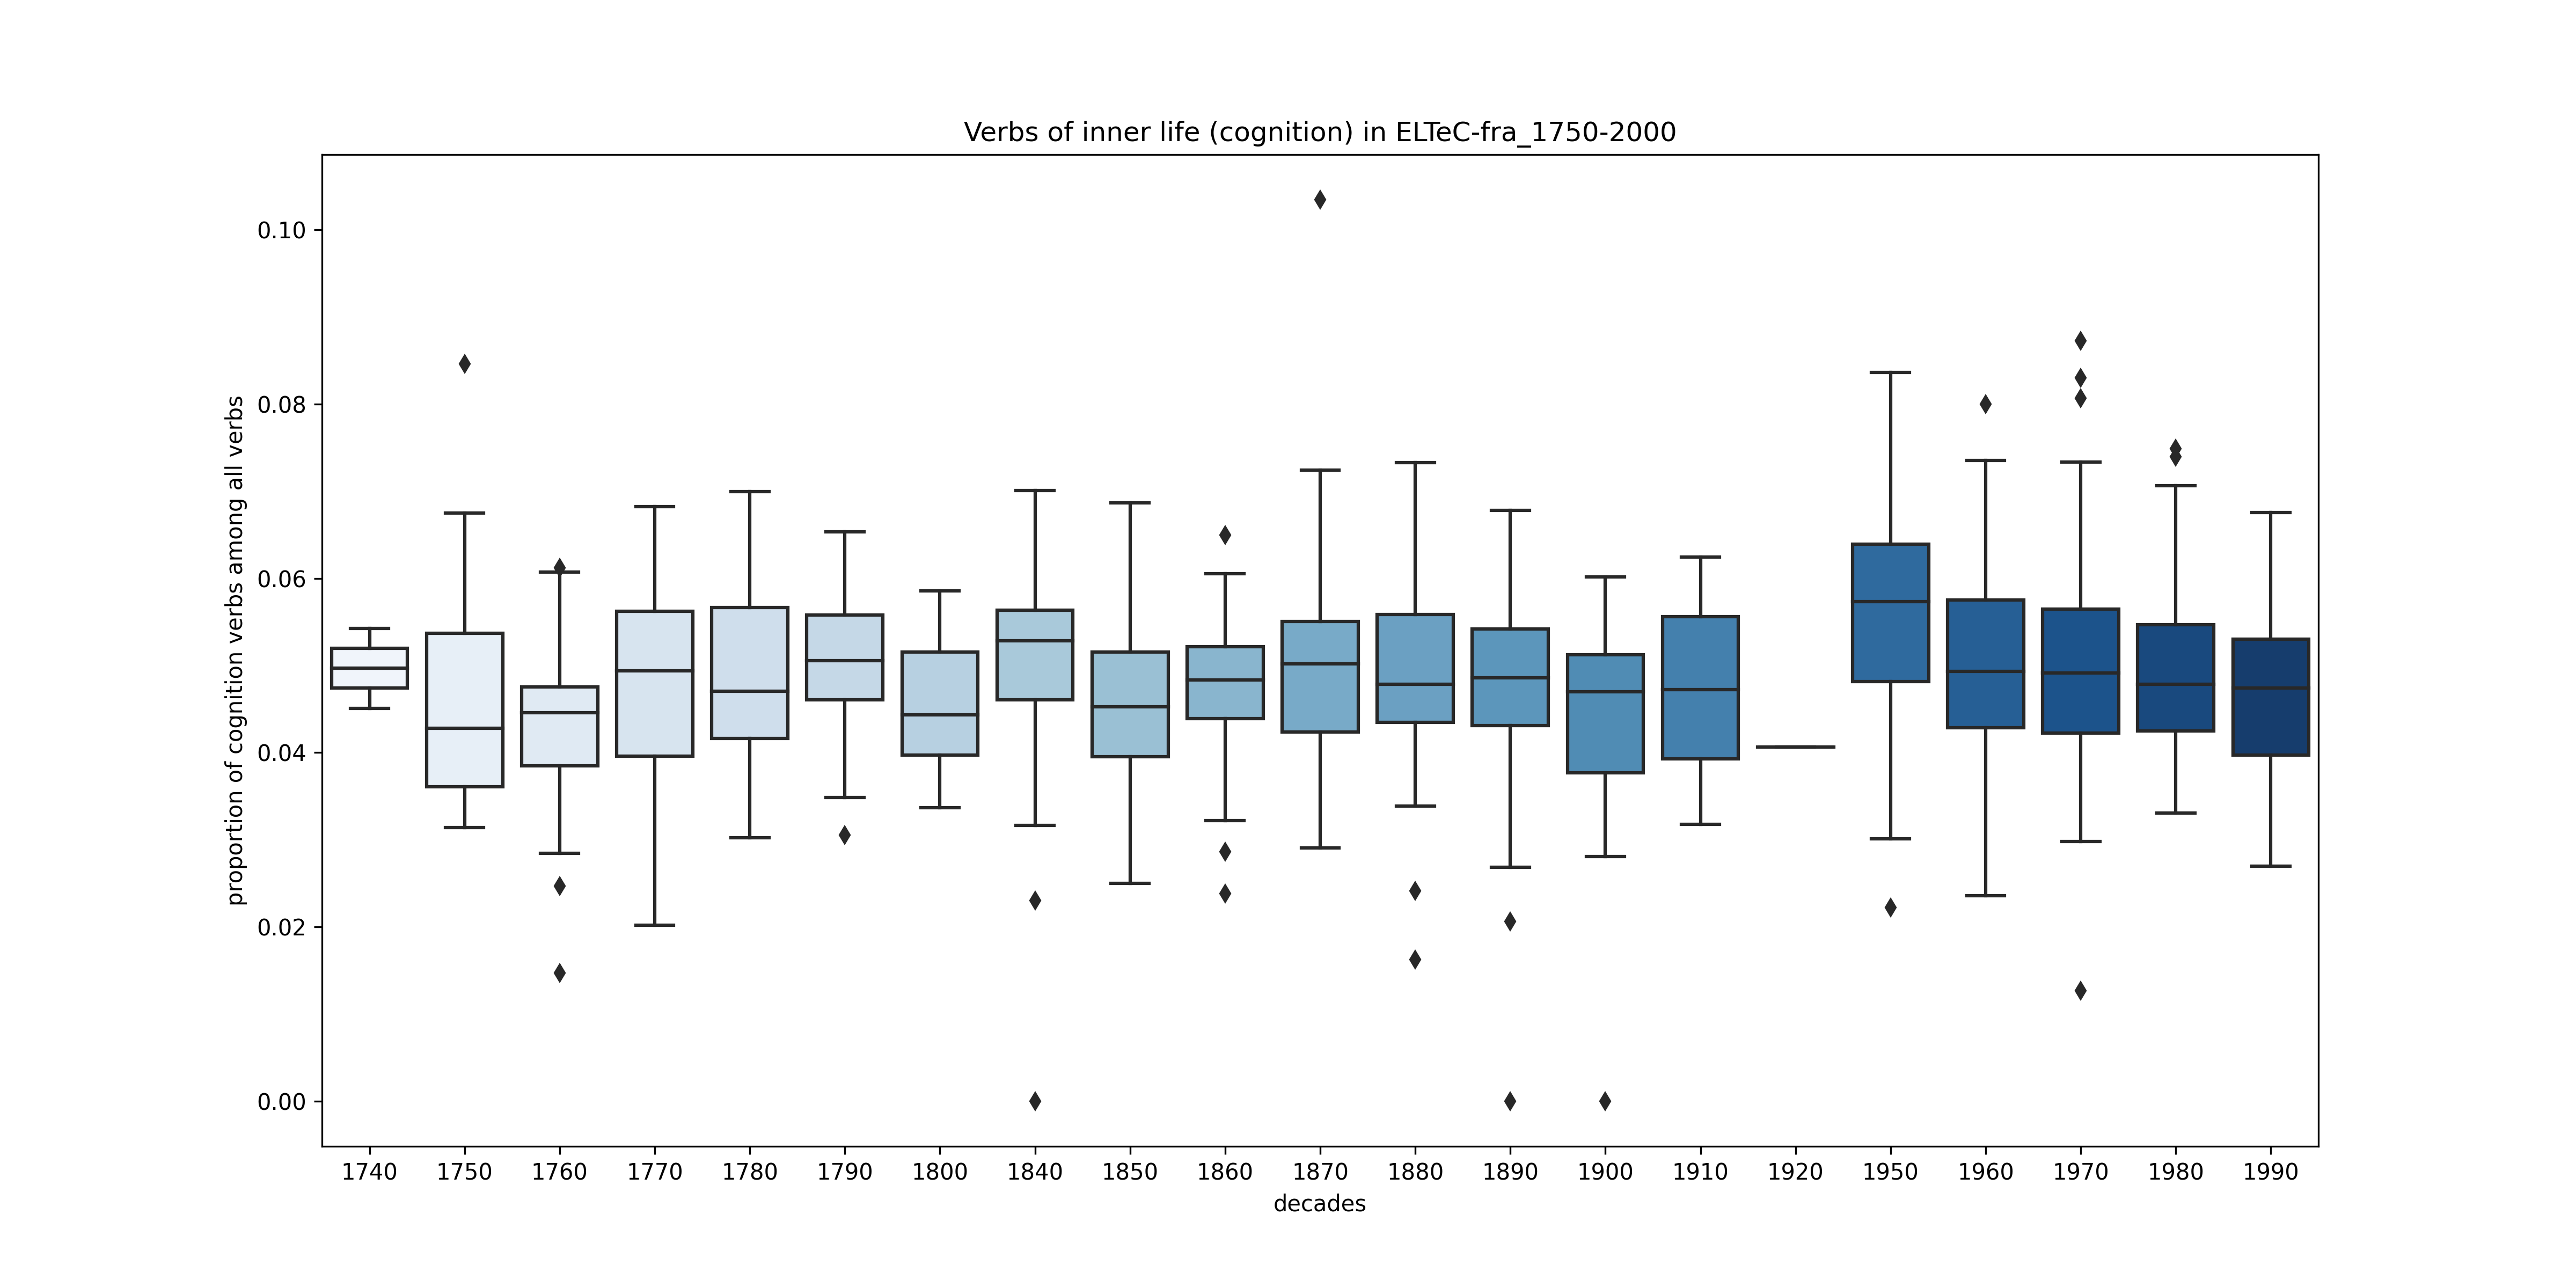 Verbs of inner life (cognition) in ELTeC-fra_1750-2000
proportion of cognition verbs among all verbs
0.10
0.08
0.06
0.04
0.02
0.00
1740 1750 1760 1770 1780 1790 1800 1840 1850 1860 1870 1880 1890 1900 1910 1920 1950 1960 1970 1980 1990
decades